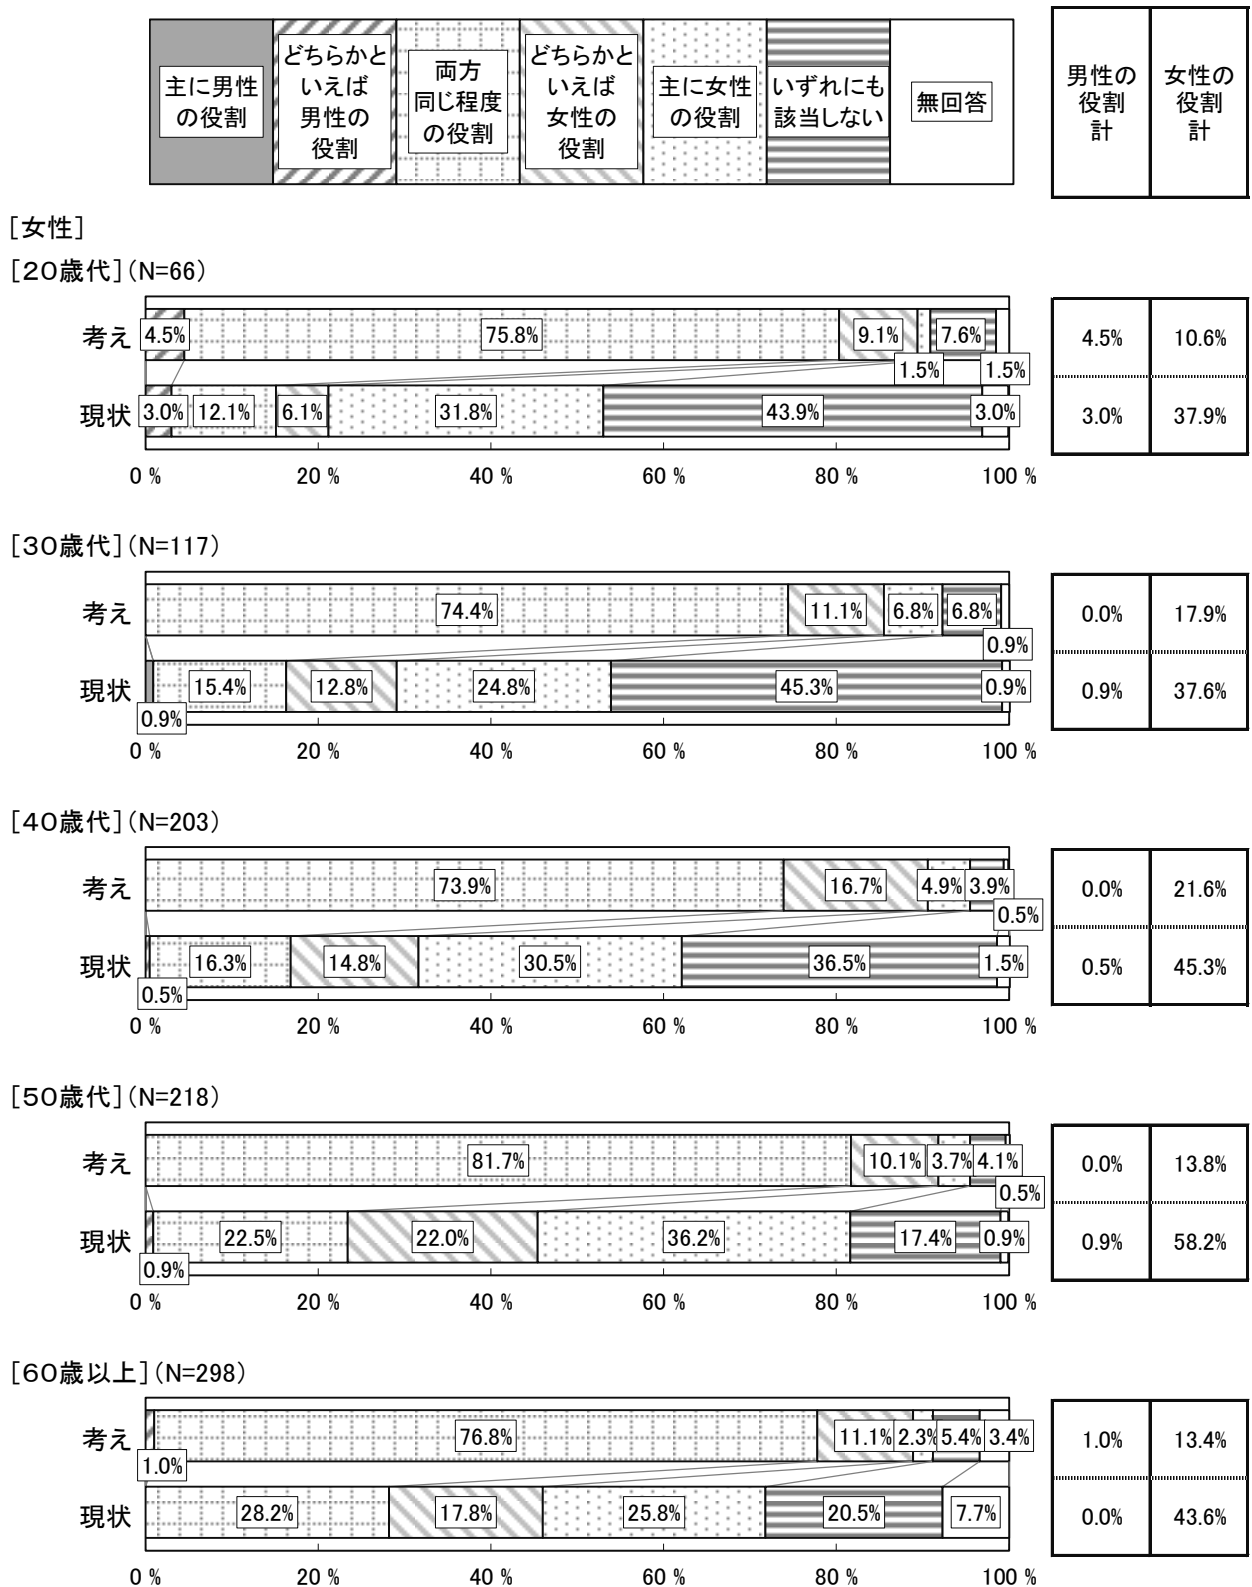 主に男性
の役割
どちらかと
いえば
男性の
役割
両方
同じ程度
の役割
どちらかと
いえば
女性の
役割
主に女性
の役割
いずれにも
該当しない
無回答
男性の
役割
計
女性の
役割
計
[女性]
[20歳代](N=66)
考え
4.5%
75.8%
9.1%
1.5%
7.6%
1.5%
4.5%
10.6%
現状
3.0%
12.1%
6.1%
31.8%
43.9%
3.0%
3.0%
37.9%
0 %
20 %
40 %
60 %
80 %
100 %
[30歳代](N=117)
考え
74.4%
11.1%
6.8%
6.8%
0.9%
0.0%
17.9%
現状
0.9%
15.4%
12.8%
24.8%
45.3%
0.9%
0.9%
37.6%
0 %
20 %
40 %
60 %
80 %
100 %
[40歳代](N=203)
考え
73.9%
16.7%
4.9%
3.9%
0.5%
0.0%
21.6%
現状
0.5%
16.3%
14.8%
30.5%
36.5%
1.5%
0.5%
45.3%
0 %
20 %
40 %
60 %
80 %
100 %
[50歳代](N=218)
考え
81.7%
10.1%
3.7%
4.1%
0.5%
0.0%
13.8%
現状
0.9%
22.5%
22.0%
36.2%
17.4%
0.9%
0.9%
58.2%
0 %
20 %
40 %
60 %
80 %
100 %
[60歳以上](N=298)
考え
1.0%
76.8%
11.1%
2.3%
5.4%
3.4%
1.0%
13.4%
現状
28.2%
17.8%
25.8%
20.5%
7.7%
0.0%
43.6%
0 %
20 %
40 %
60 %
80 %
100 %